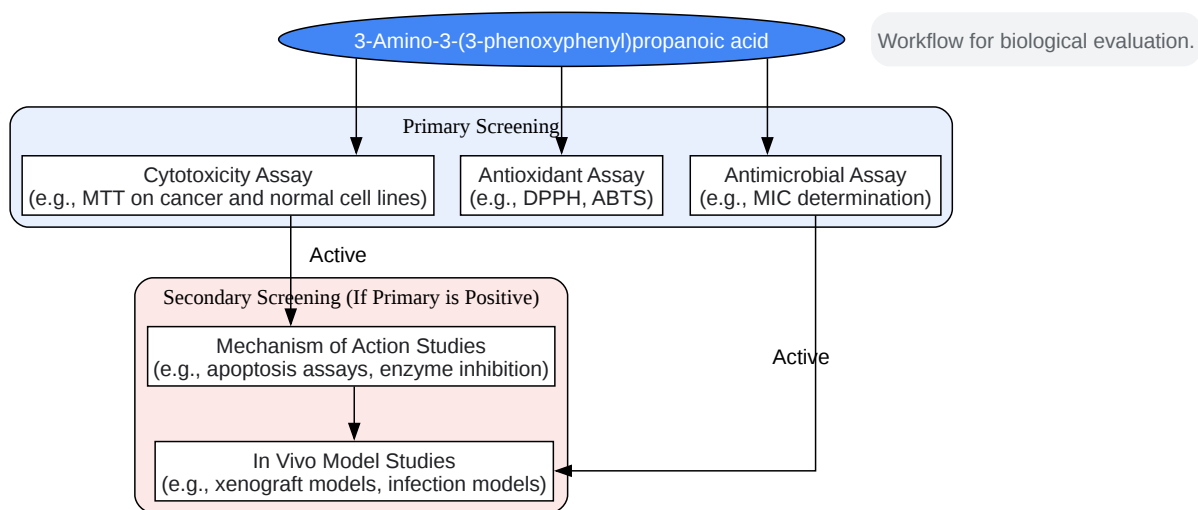 3-Amino-3-(3-phenoxyphenyl)propanoic acid
Workflow for biological evaluation.
Primary Screening
Cytotoxicity Assay
(e.g., MTT on cancer and normal cell lines)
Antioxidant Assay
(e.g., DPPH, ABTS)
Antimicrobial Assay
(e.g., MIC determination)
Active
Secondary Screening (If Primary is Positive)
Mechanism of Action Studies
(e.g., apoptosis assays, enzyme inhibition)
Active
In Vivo Model Studies
(e.g., xenograft models, infection models)